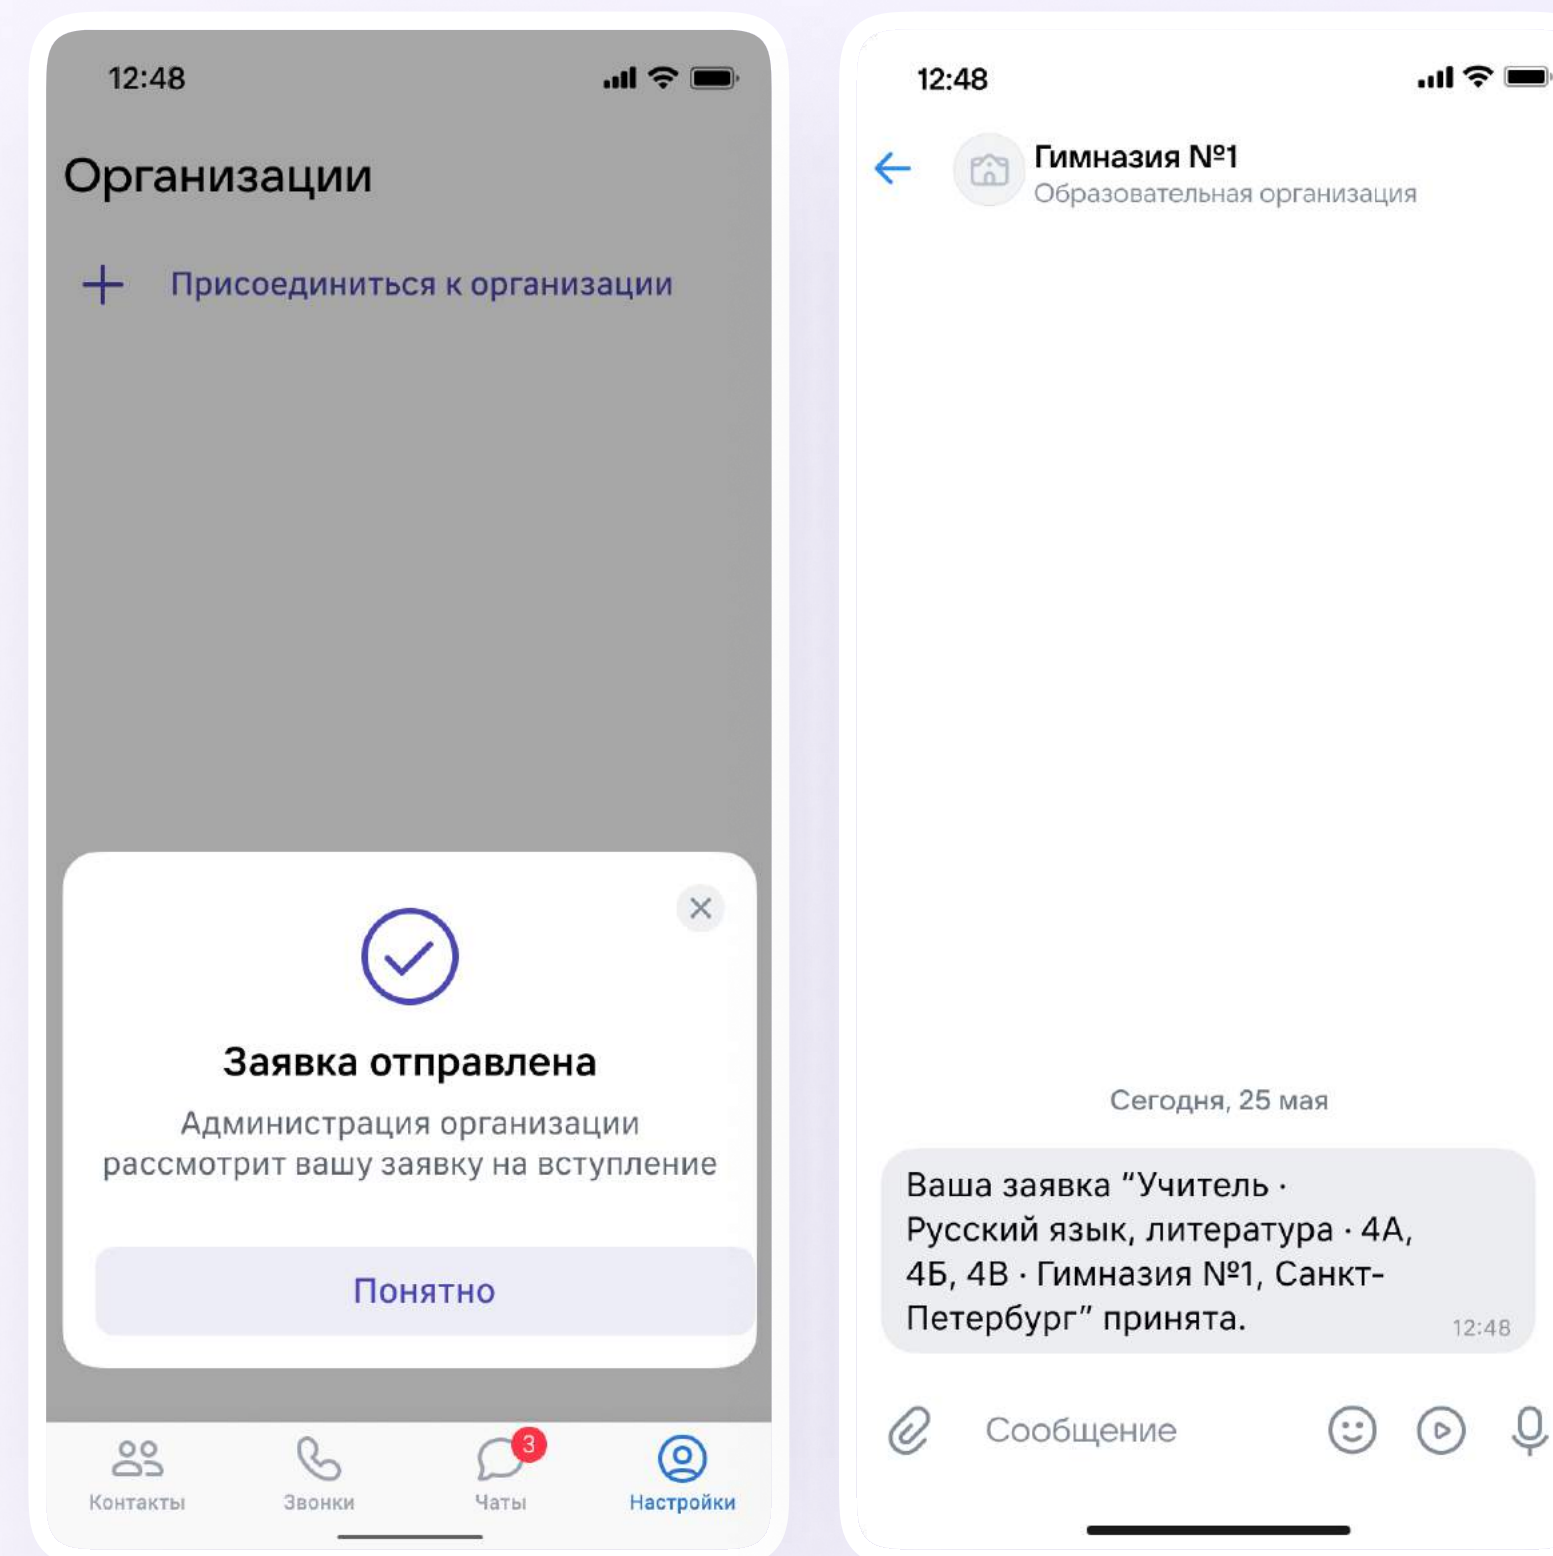 12:48
Организации
Присоединиться к организации
Заявка отправлена
Администрация организации
рассмотрит вашу заявку на вступление
Понятно
3
Контакты
Звонки
Чаты
Настройки
12:48
Гимназия №1
Образовательная организация
Сегодня, 25 мая
Ваша заявка “Учитель ·
Русский язык, литература · 4А,
4Б, 4В · Гимназия №1, Санкт-
Петербург” принята.
12:48
Сообщение